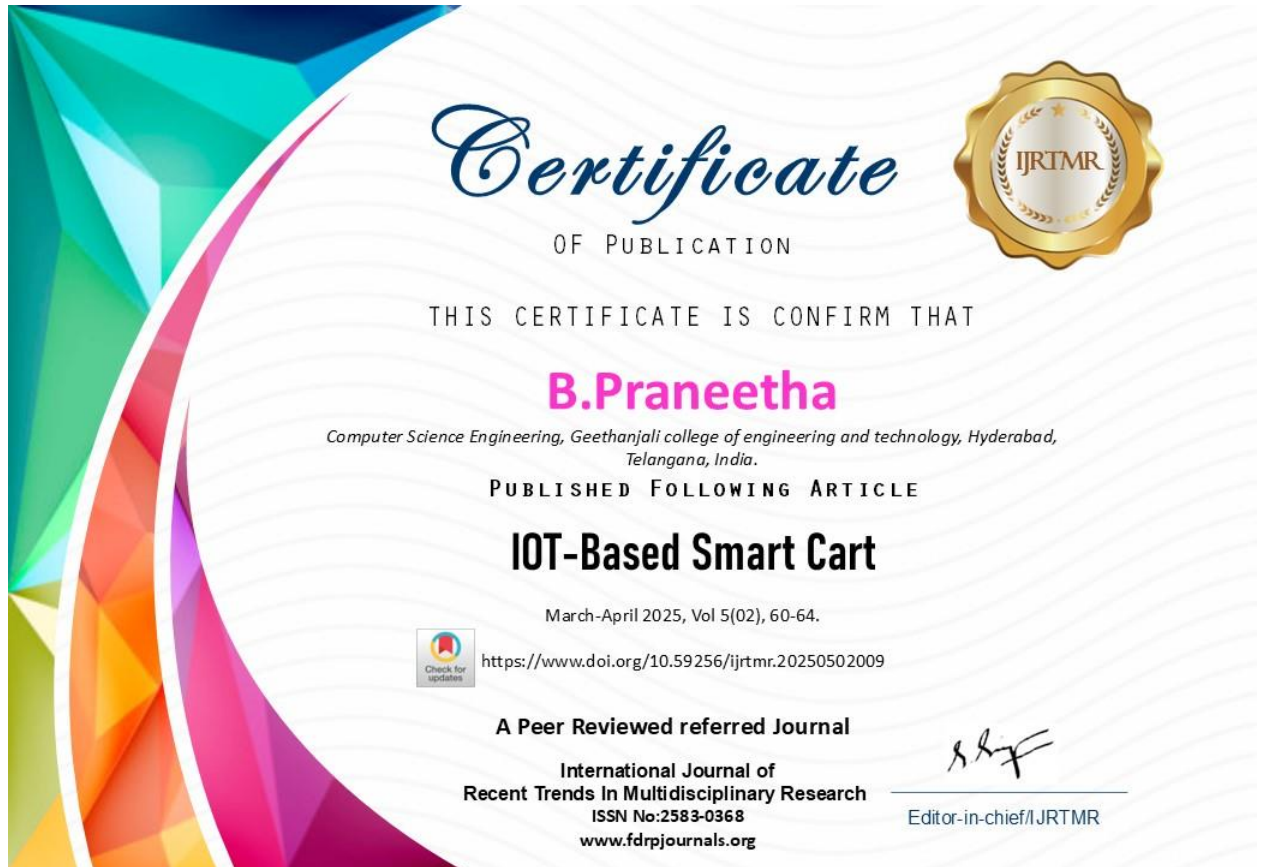 Certificate
IJRTMR
OF PUBLICATION
THIS CERTIFICATE IS CONFIRM THAT
B.Praneetha
Computer Science Engineering, Geethanjali college of engineering and technology, Hyderabad,
Telangana, India.
PUBLISHED FOLLOWING ARTICLE
IOT-Based Smart Cart
March-April 2025, Vol 5(02), 60-64.
Check for
updates
https://www.doi.org/10.59256/ijrtmr.20250502009
A Peer Reviewed referred Journal
International Journal of
Recent Trends In Multidisciplinary Research
ISSN No:2583-0368
www.fdrpjournals.org
Editor-in-chief/IJRTMR